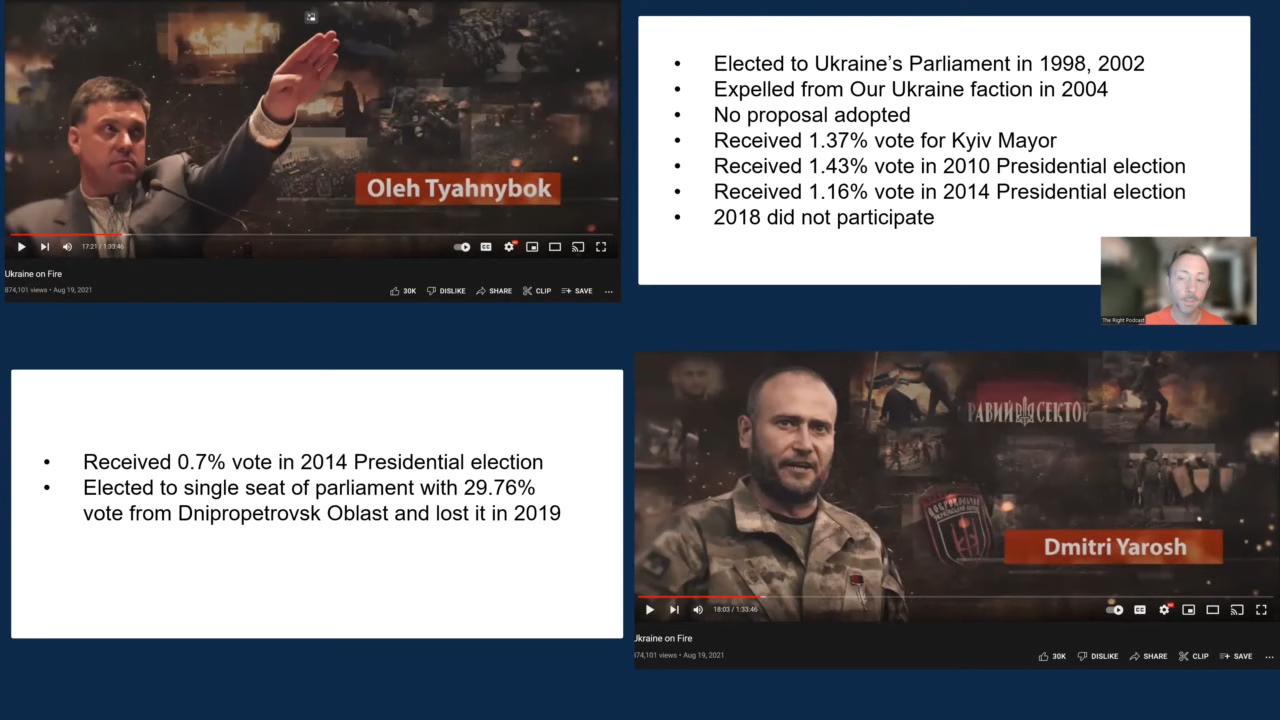 Oleh Tyahnybok
17:21 / 1:33:46
CC
Ukraine on Fire
874,101 views • Aug 19, 2021
30K
DISLIKE
SHARE
CLIP
SAVE
• Elected to Ukraine’s Parliament in 1998, 2002
• Expelled from Our Ukraine faction in 2004
• No proposal adopted
• Received 1.37% vote for Kyiv Mayor
• Received 1.43% vote in 2010 Presidential election
• Received 1.16% vote in 2014 Presidential election
• 2018 did not participate
The Right Podcast
• Received 0.7% vote in 2014 Presidential election
• Elected to single seat of parliament with 29.76%
vote from Dnipropetrovsk Oblast and lost it in 2019
РАВИЙ СЕКТОР
Dmitri Yarosh
18:03 / 1:33:46
CC
Ukraine on Fire
874,101 views • Aug 19, 2021
30K
DISLIKE
SHARE
CLIP
SAVE